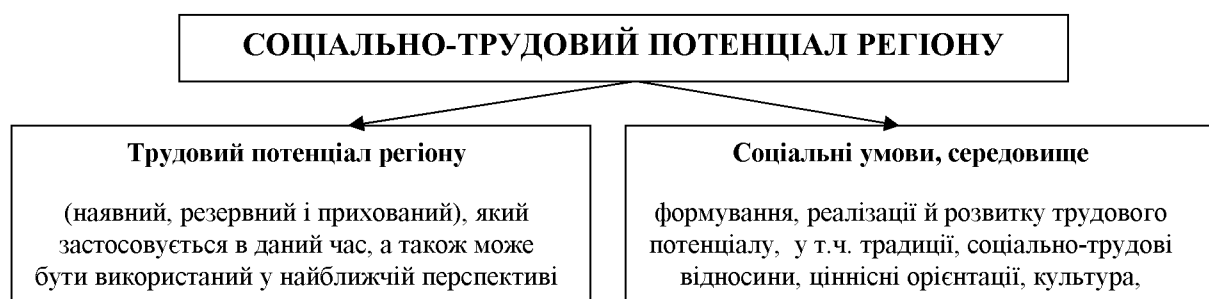 СОЦІАЛЬНО-ТРУДОВИЙ ПОТЕНЦІАЛ РЕГІОНУ
Трудовий потенціал регіону
(наявний, резервний і прихований), який
застосовується в даний час, а також може
бути використаний у найближчій перспективі
Соціальні умови, середовище
формування, реалізації й розвитку трудового
потенціалу, у т.ч. традиції, соціально-трудові
відносини, ціннісні орієнтації, культура,